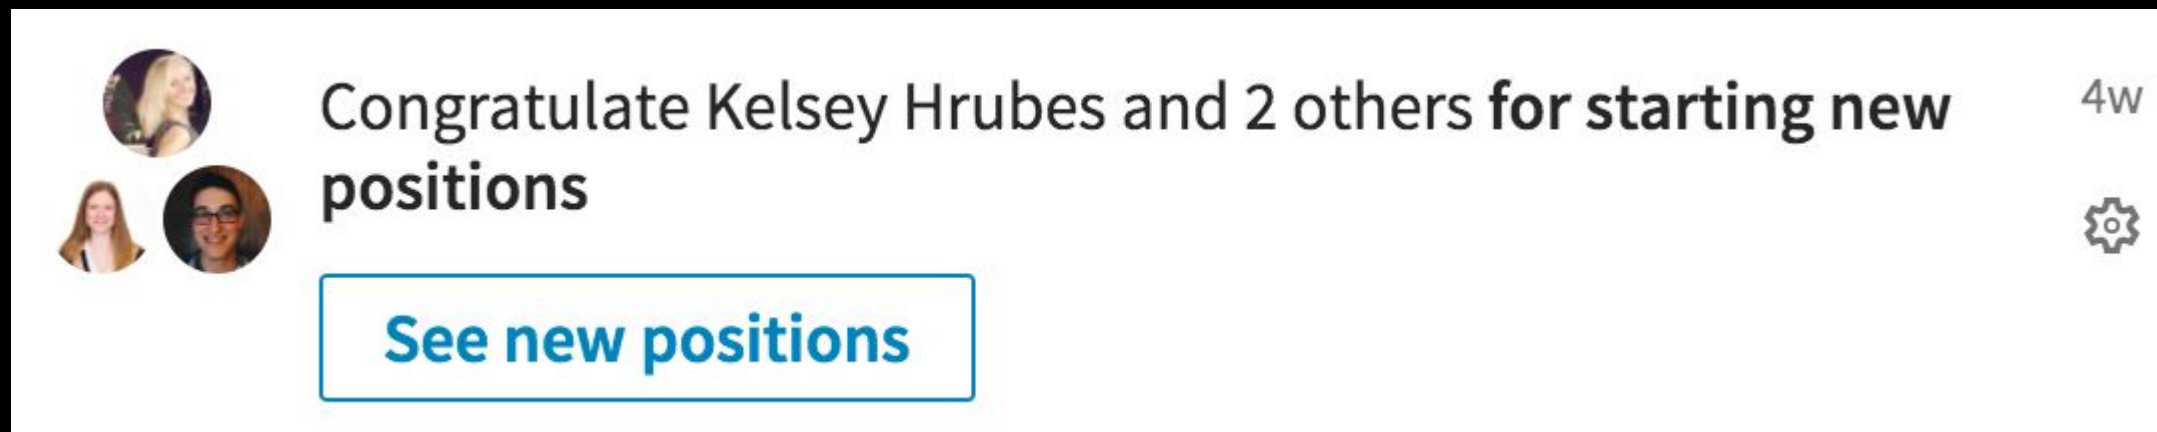 Congratulate Kelsey Hrubes and 2 others for starting new
positions
4w
See new positions